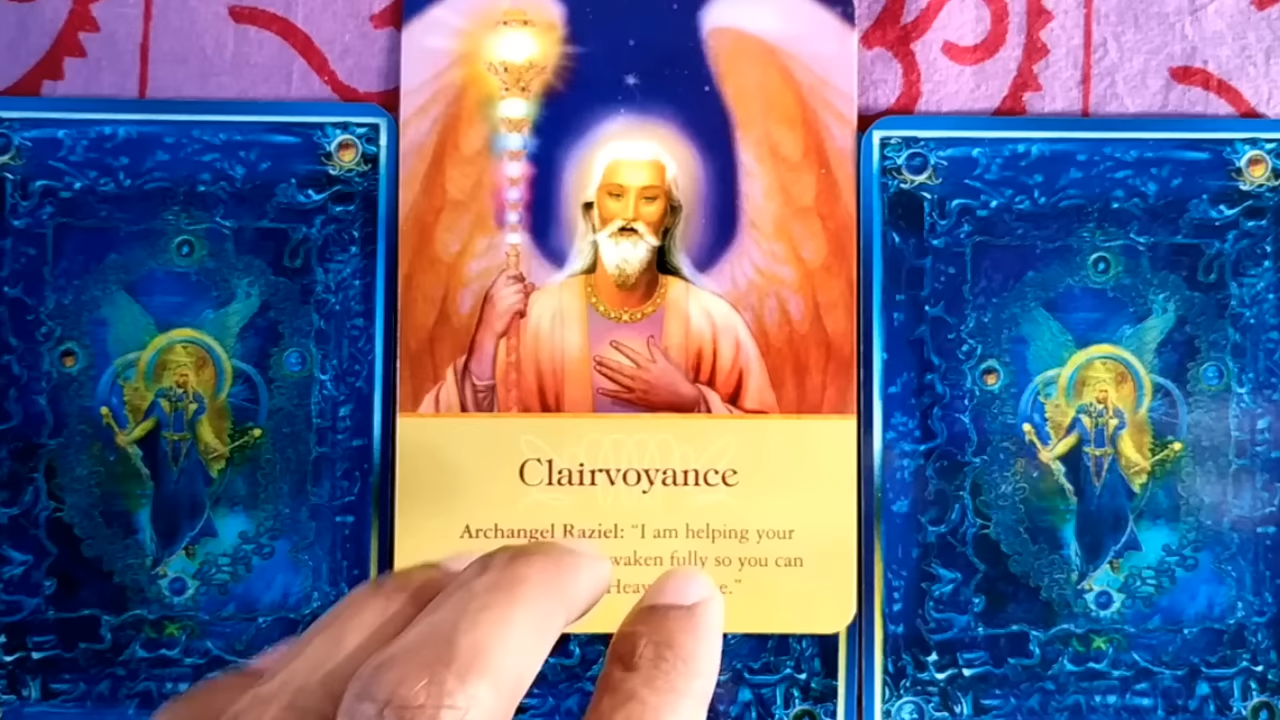 Clairvoyance
Archangel Raziel: “I am helping your
waken fully so you can
Heav e.”